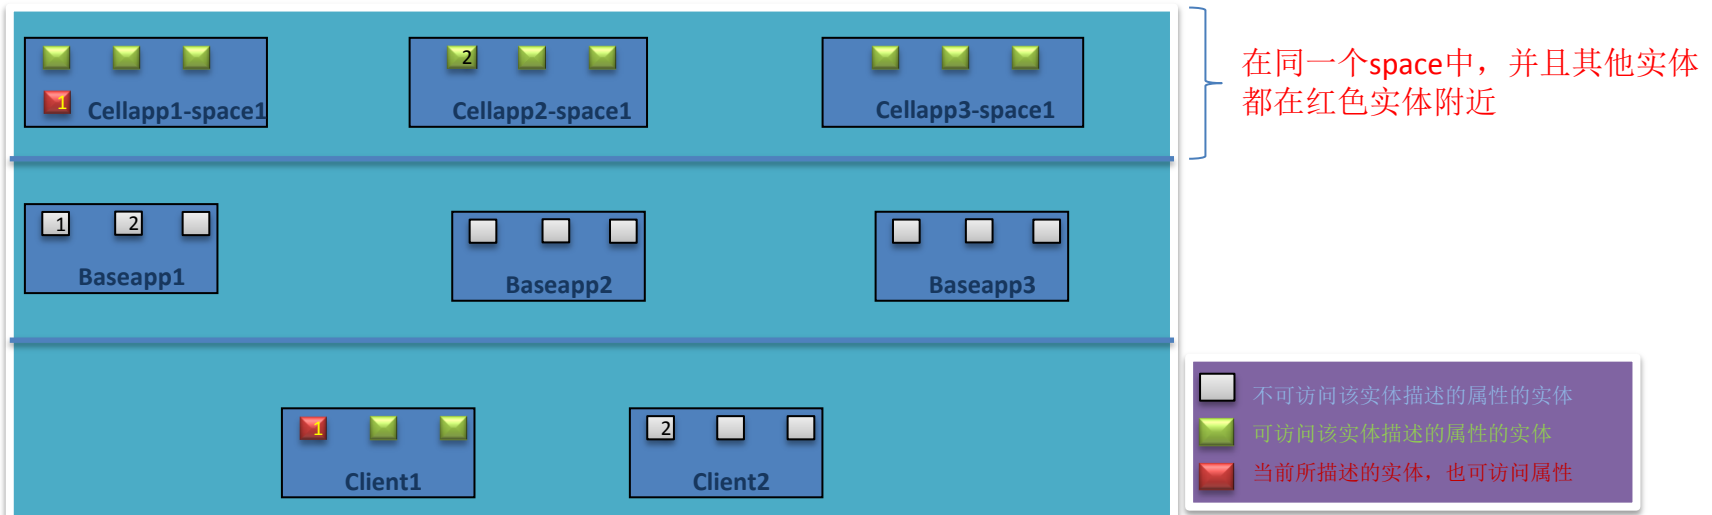 2
1
Cellapp1-space1
Cellapp2-space1
Cellapp3-space1
在同一个space中，并且其他实体
都在红色实体附近
1
2
Baseapp1
Baseapp2
Baseapp3
1
2
Client1
Client2
不可访问该实体描述的属性的实体
可访问该实体描述的属性的实体
当前所描述的实体，也可访问属性